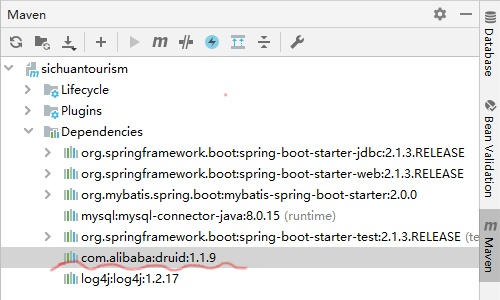 Maven
sichuantourism
Lifecycle
Plugins
Dependencies
org.springframework.boot:spring-boot-starter-jdbc:2.1.3.RELEASE
org.springframework.boot:spring-boot-starter-web:2.1.3.RELEASE
org.mybatis.spring.boot:mybatis-spring-boot-starter:2.0.0
mysql:mysql-connector-java:8.0.15 (runtime)
org.springframework.boot:spring-boot-starter-test:2.1.3.RELEASE (te
com.alibaba:druid:1.1.9
log4j:log4j:1.2.17
Database
Bean Validation
Maven